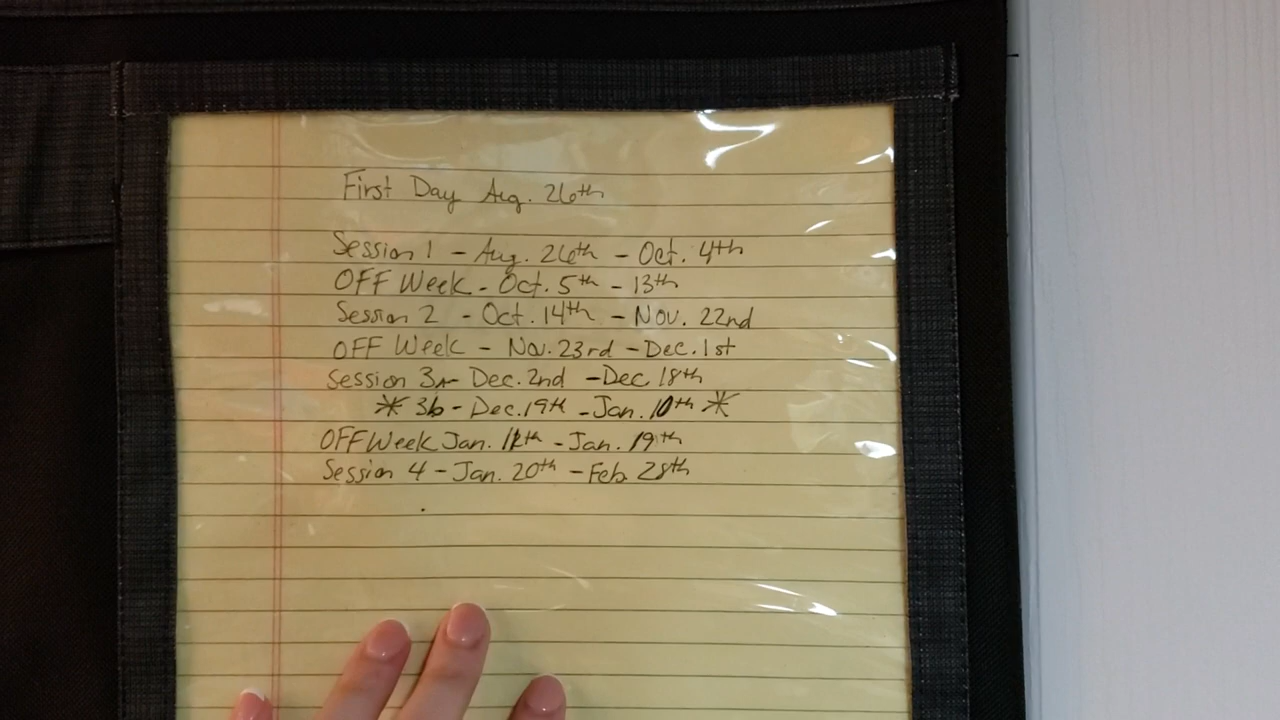 First Day Aug. 26th
Session 1 - Aug. 26th - Oct. 4th
OFF Week - Oct. 5th - 13th
Session 2 - Oct. 14th - Nov. 22nd
OFF Week - Nov. 23rd - Dec. 1st
Session 3a - Dec. 2nd - Dec 18th
* 3b - Dec. 19th - Jan. 10th *
OFF Week Jan. 11th - Jan. 19th
Session 4 - Jan. 20th - Feb. 28th